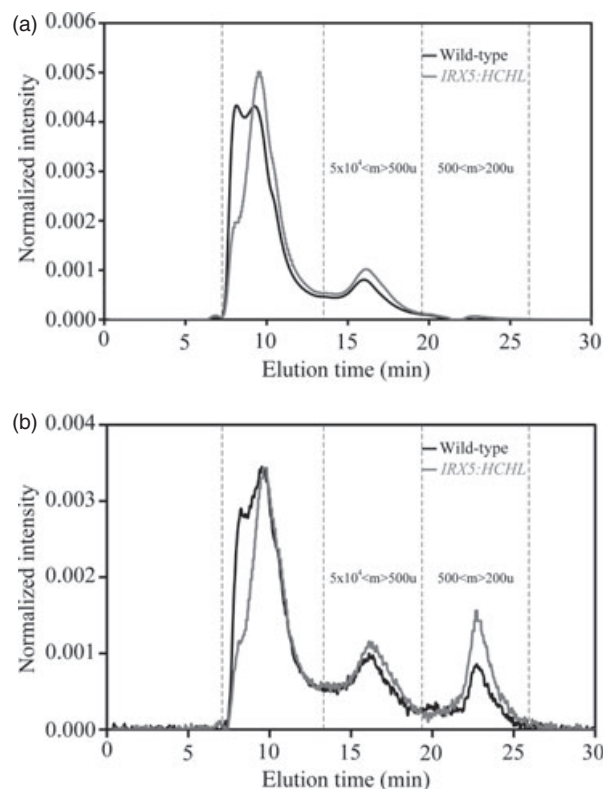 (a)
0.006
0.005
0.004
0.003
0.002
0.001
0.000
Normalized intensity
Wild-type
IRX5:HCHL
5x10⁴<m>500u
500<m>200u
0 5 10 15 20 25 30
Elution time (min)
(b)
0.004
0.003
0.002
0.001
0.000
Normalized intensity
Wild-type
IRX5:HCHL
5x10⁴<m>500u
500<m>200u
0 5 10 15 20 25 30
Elution time (min)